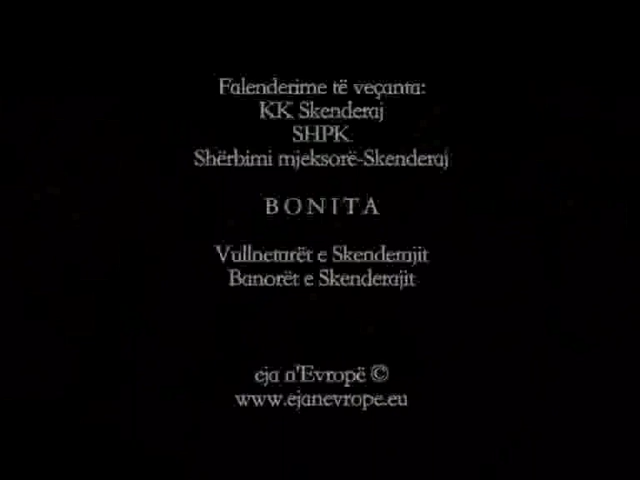 Falenderime të veçanta:
KK Skenderaj
SHPK
Shërbimi mjeksorë-Skenderaj
BONITA
Vullnetarët e Skenderajit
Banorët e Skenderajit
eja n'Evropë ©
www.ejanevrope.eu